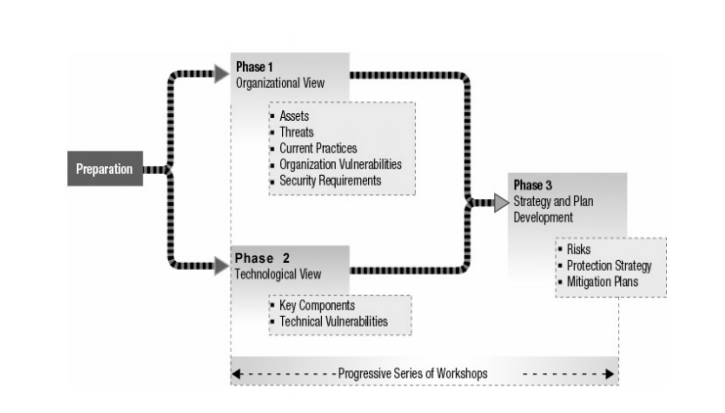 Preparation
Phase 1
Organizational View
▪ Assets
▪ Threats
▪ Current Practices
▪ Organization Vulnerabilities
▪ Security Requirements
Phase 2
Technological View
▪ Key Components
▪ Technical Vulnerabilities
Phase 3
Strategy and Plan
Development
▪ Risks
▪ Protection Strategy
▪ Mitigation Plans
Progressive Series of Workshops